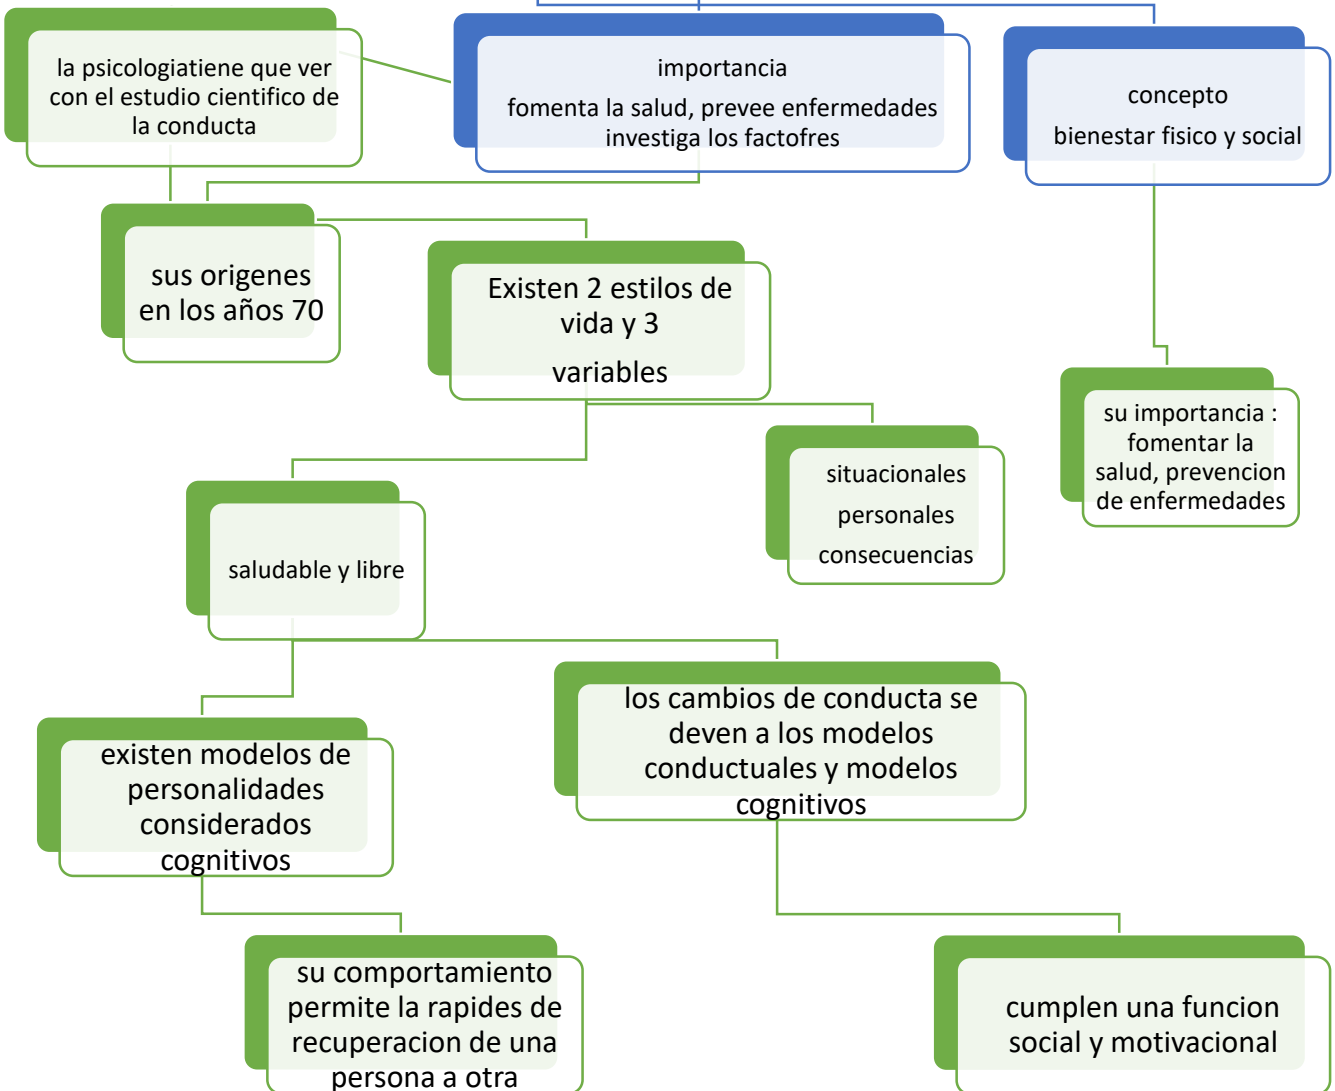 la psicologiatiene que ver
con el estudio cientifico de
la conducta
importancia
fomenta la salud, prevee enfermedades
investiga los factofres
concepto
bienestar fisico y social
sus origenes
en los años 70
Existen 2 estilos de
vida y 3
variables
su importancia :
fomentar la
salud, prevencion
de enfermedades
situacionales
personales
consecuencias
saludable y libre
los cambios de conducta se
deven a los modelos
conductuales y modelos
cognitivos
existen modelos de
personalidades
considerados
cognitivos
su comportamiento
permite la rapides de
recuperacion de una
persona a otra
cumplen una funcion
social y motivacional